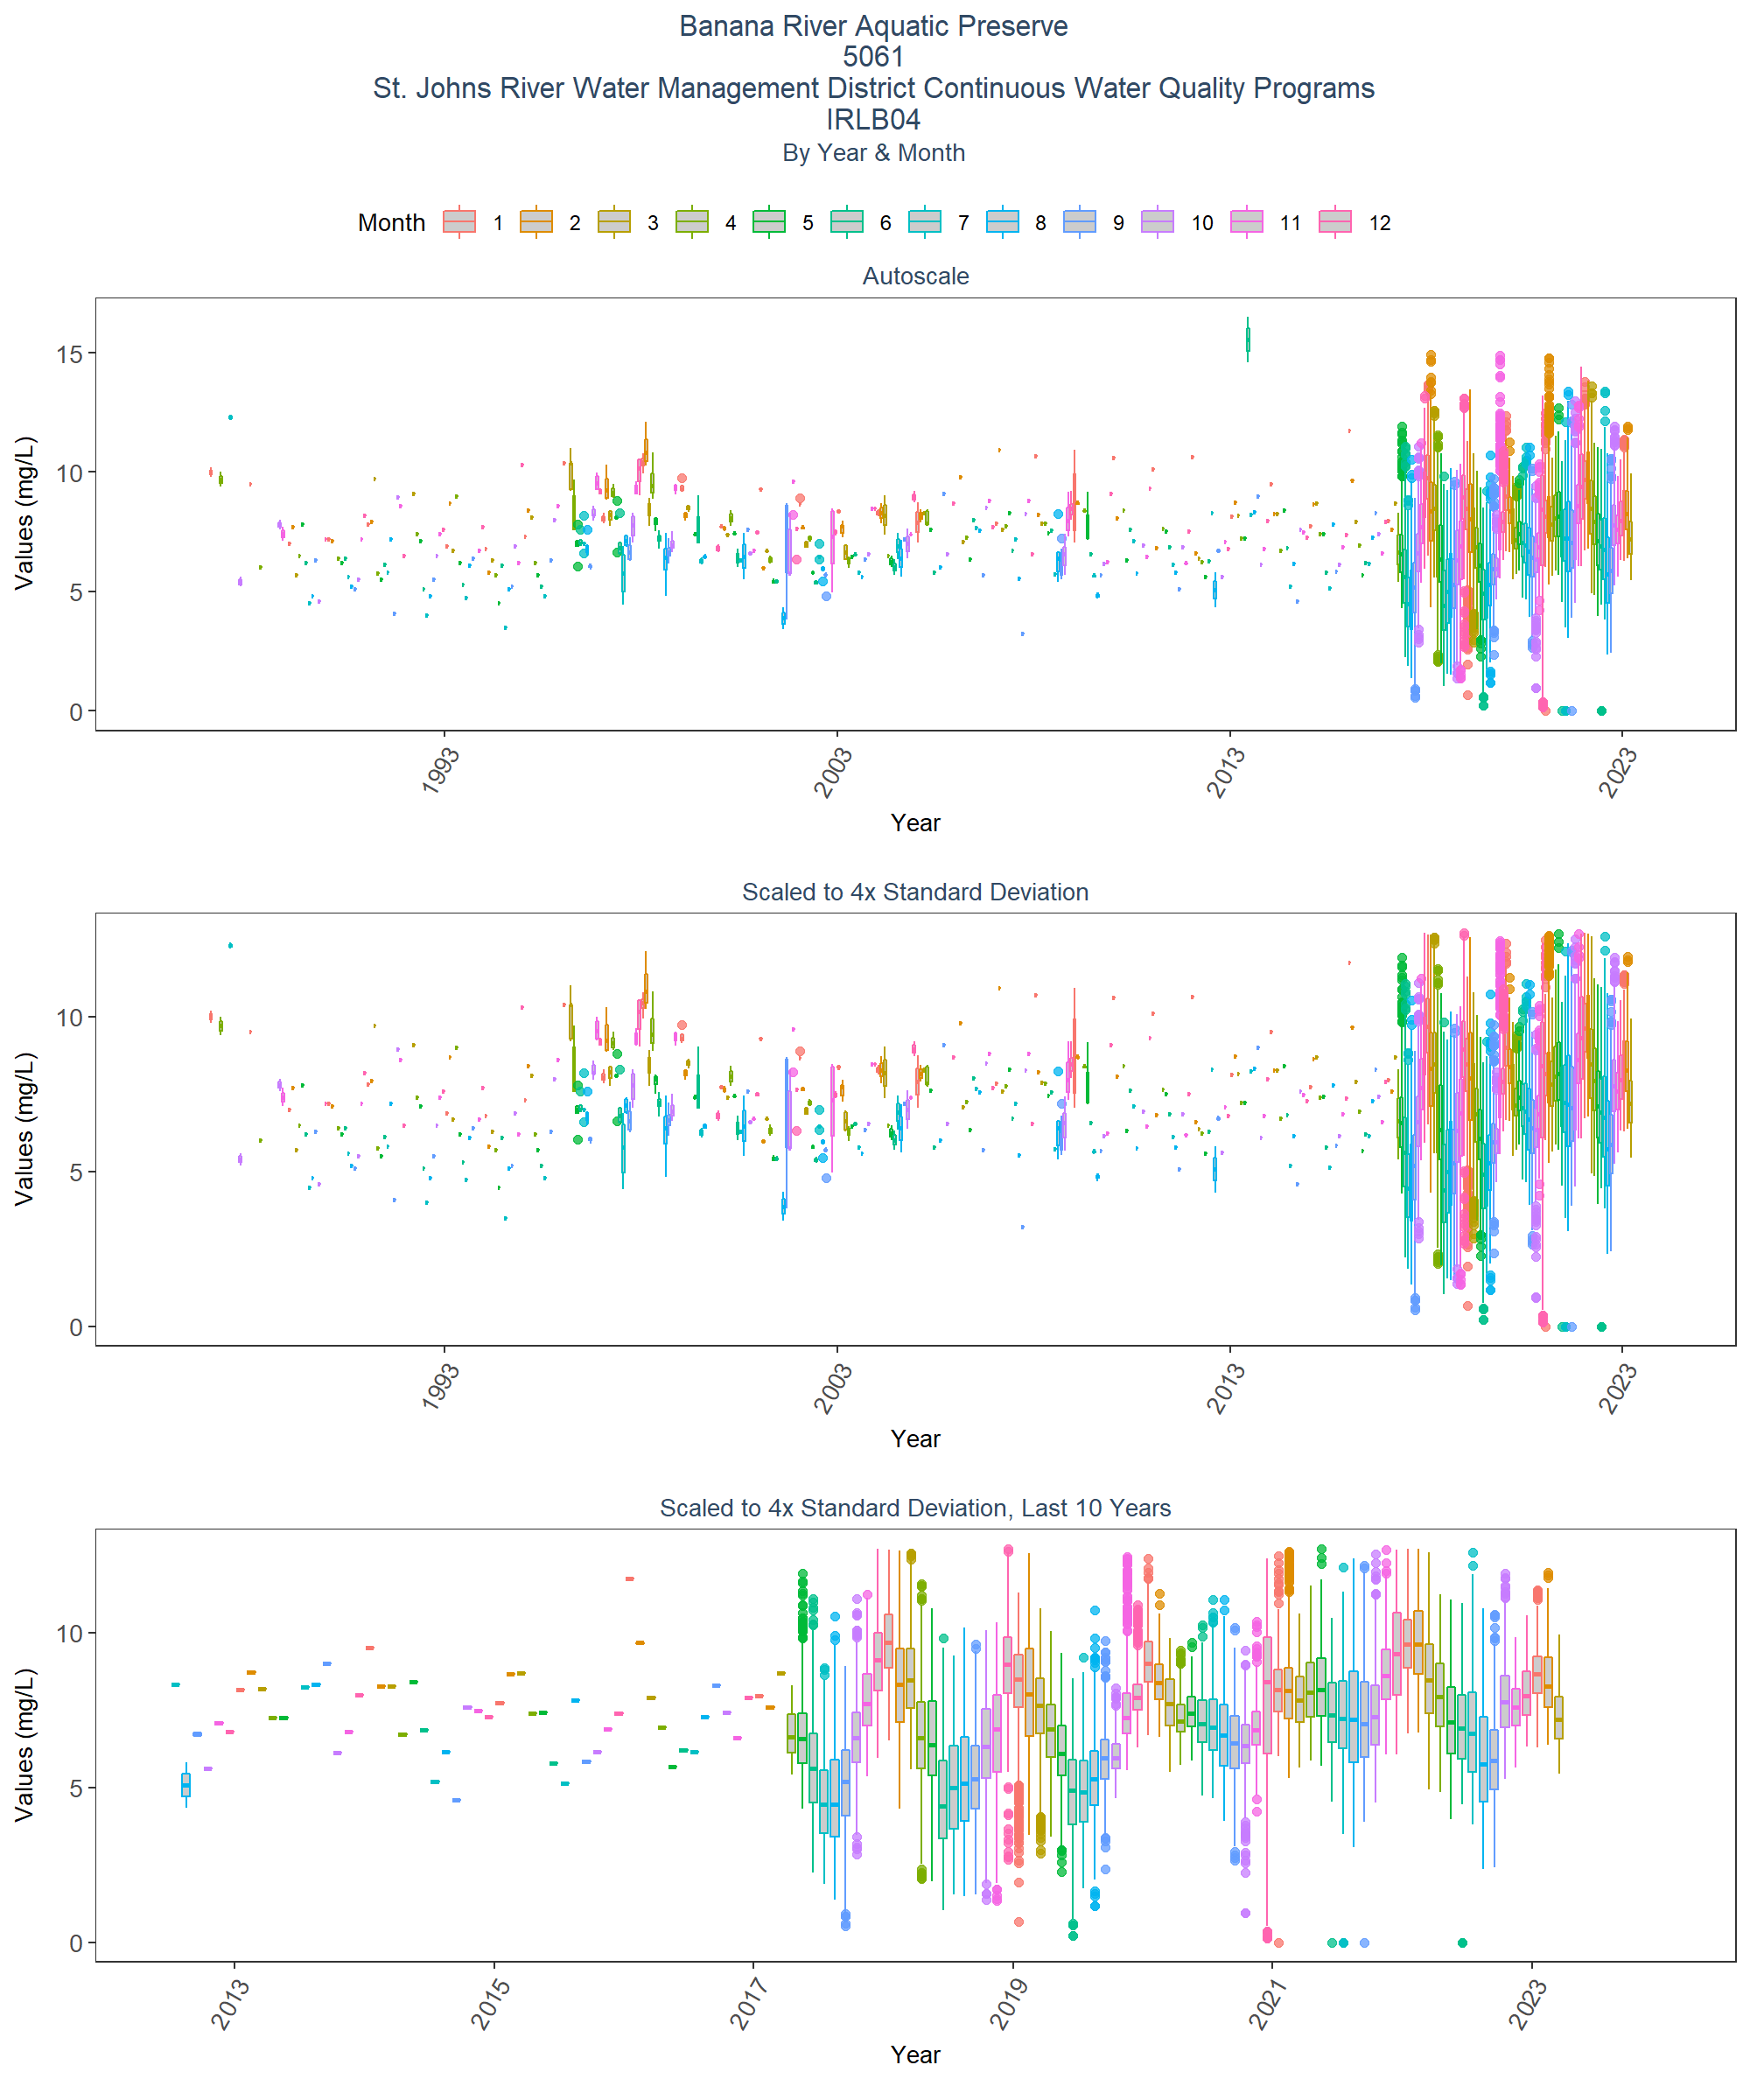 Banana River Aquatic Preserve
5061
St. Johns River Water Management District Continuous Water Quality Programs
IRLB04
By Year & Month
Month 1 2 3 4 5 6 7 8 9 10 11 12
Autoscale
Values (mg/L)
15
10
5
0
1993 2003 2013 2023
Year
Scaled to 4x Standard Deviation
Values (mg/L)
10
5
0
1993 2003 2013 2023
Year
Scaled to 4x Standard Deviation, Last 10 Years
Values (mg/L)
10
5
0
2013 2015 2017 2019 2021 2023
Year